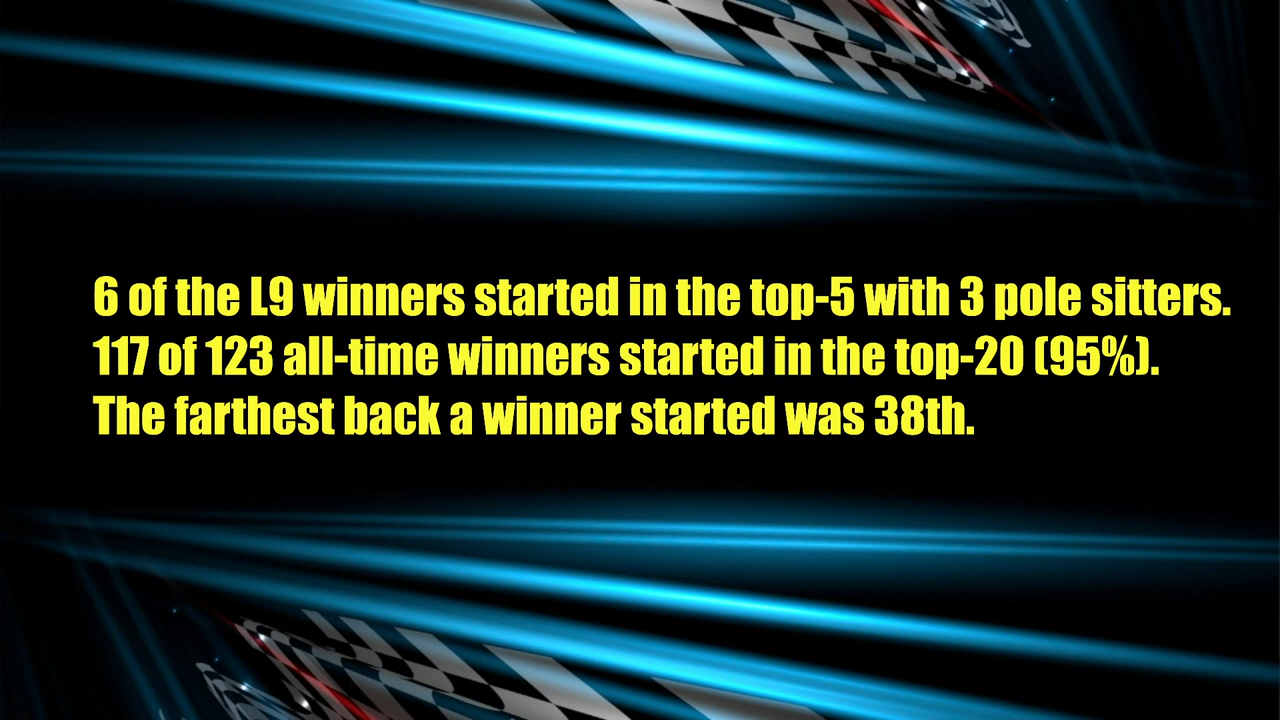 6 of the L9 winners started in the top-5 with 3 pole sitters.
117 of 123 all-time winners started in the top-20 (95%).
The farthest back a winner started was 38th.